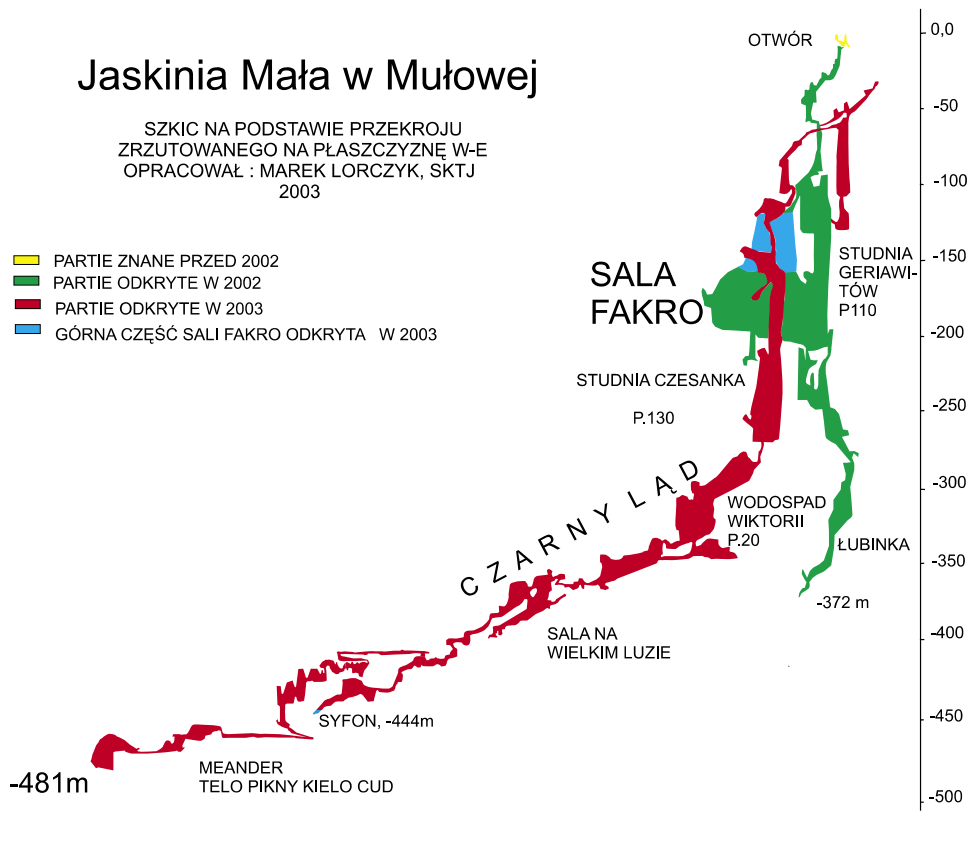 Jaskinia Mała w Mułowej
SZKIC NA PODSTAWIE PRZEKROJU
ZRZUTOWANEGO NA PŁASZCZYZNĘ W-E
OPRACOWAŁ : MAREK LORCZYK, SKTJ
2003
PARTIE ZNANE PRZED 2002
PARTIE ODKRYTE W 2002
PARTIE ODKRYTE W 2003
GÓRNA CZĘŚĆ SALI FAKRO ODKRYTA W 2003
OTWÓR
STUDNIA
GERIAWI-
TÓW
P110
SALA
FAKRO
STUDNIA CZESANKA
P.130
CZARNY LĄD
WODOSPAD
WIKTORII
P.20
ŁUBINKA
-372 m
SALA NA
WIELKIM LUZIE
SYFON, -444m
MEANDER
TELO PIKNY KIELO CUD
-481m
0,0
-50
-100
-150
-200
-250
-300
-350
-400
-450
-500